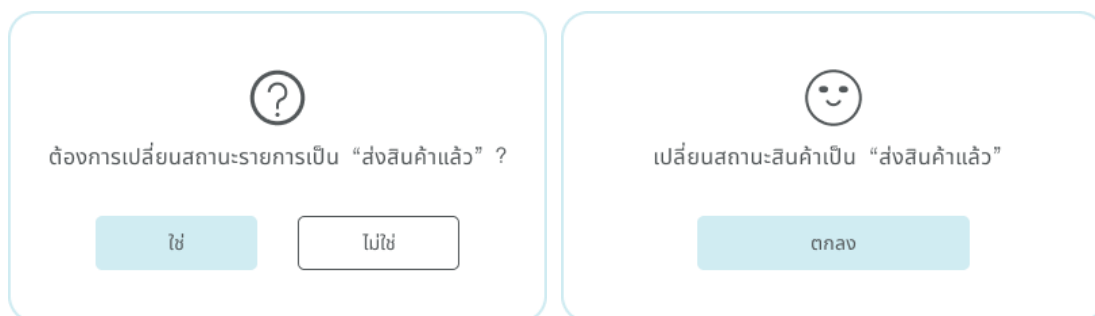 ต้องการเปลี่ยนสถานะรายการเป็น “ส่งสินค้าแล้ว” ?
ใช่
ไม่ใช่
เปลี่ยนสถานะสินค้าเป็น “ส่งสินค้าแล้ว”
ตกลง